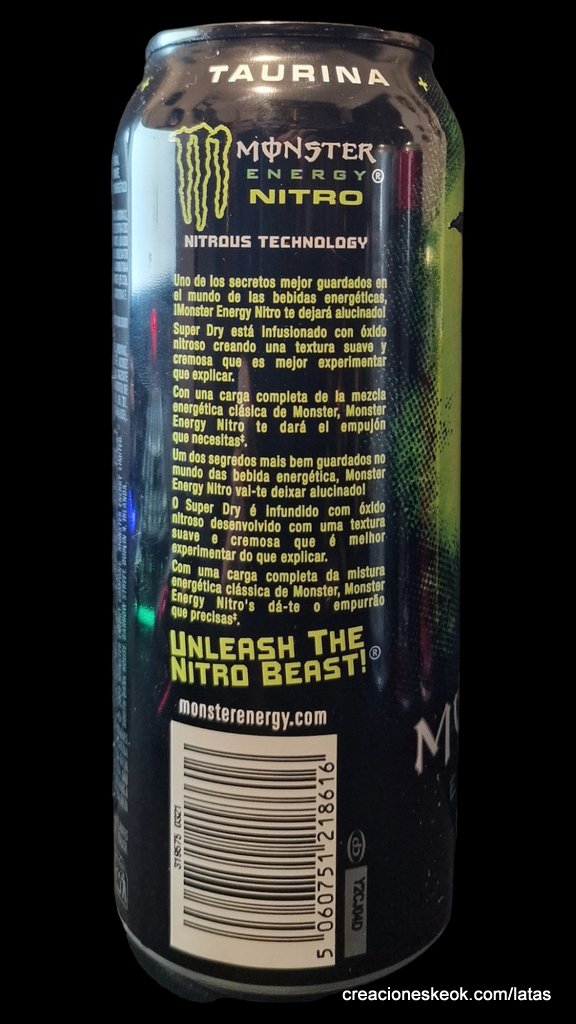 TAURINA
MONSTER
ENERGY®
NITRO
NITROUS TECHNOLOGY
Uno de los secretos mejor guardados en
el mundo de las bebidas energéticas,
¡Monster Energy Nitro te dejará alucinado!
Super Dry está infusionado con óxido
nitroso creando una textura suave y
cremosa que es mejor experimentar
que explicar.
Con una carga completa de la mezcla
energética clásica de Monster, Monster
Energy Nitro te dará el empujón
que necesitas‡.
Um dos segredos mais bem guardados no
mundo das bebida energética, Monster
Energy Nitro vai-te deixar alucinado!
O Super Dry é infundido com óxido
nitroso desenvolvido com uma textura
suave e cremosa que é melhor
experimentar do que explicar.
Com uma carga completa da mistura
energética clássica de Monster, Monster
Energy Nitro's dá-te o empurrão
que precisas‡.
UNLEASH THE
NITRO BEAST!®
monsterenergy.com
319575 0321
5 060751 218616
Y2CJ04D
creacioneskeok.com/latas